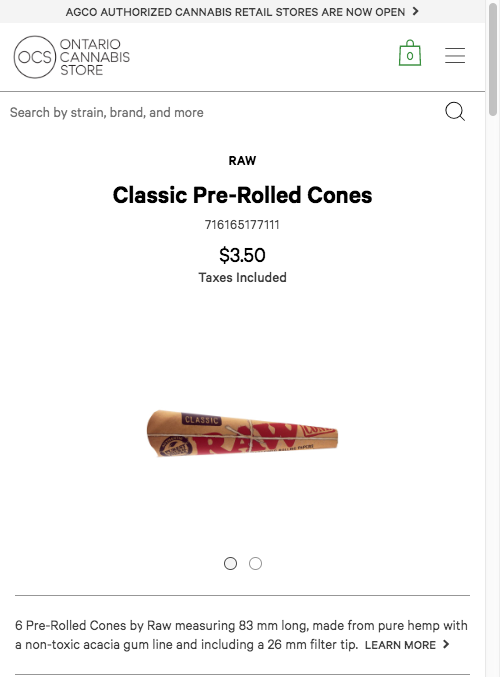 AGCO AUTHORIZED CANNABIS RETAIL STORES ARE NOW OPEN
OCS
ONTARIO
CANNABIS
STORE
0
Search by strain, brand, and more
RAW
Classic Pre-Rolled Cones
716165177111
$3.50
Taxes Included
CLASSIC
RAW
6 Pre-Rolled Cones by Raw measuring 83 mm long, made from pure hemp with
a non-toxic acacia gum line and including a 26 mm filter tip. LEARN MORE